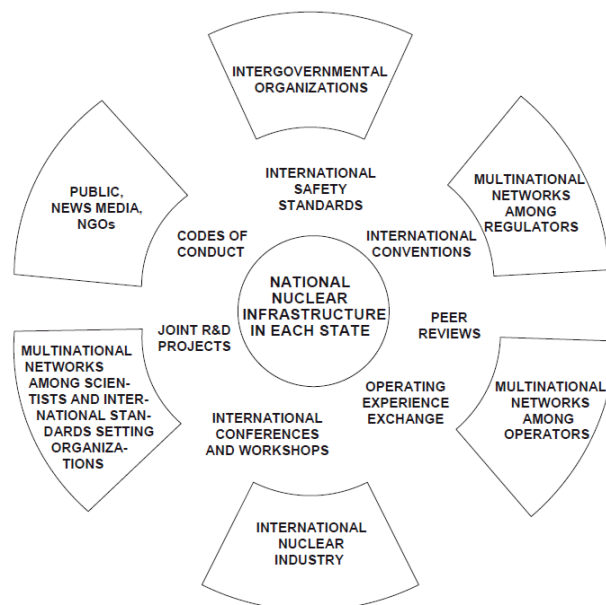 INTERGOVERNMENTAL
ORGANIZATIONS
INTERNATIONAL
SAFETY
STANDARDS
PUBLIC,
NEWS MEDIA,
NGOs
MULTINATIONAL
NETWORKS
AMONG
REGULATORS
CODES OF
CONDUCT
INTERNATIONAL
CONVENTIONS
NATIONAL
NUCLEAR
INFRASTRUCTURE
IN EACH STATE
PEER
REVIEWS
JOINT R&D
PROJECTS
MULTINATIONAL
NETWORKS
AMONG SCIEN-
TISTS AND INTER-
NATIONAL STAN-
DARDS SETTING
ORGANIZA-
TIONS
OPERATING
EXPERIENCE
EXCHANGE
MULTINATIONAL
NETWORKS
AMONG
OPERATORS
INTERNATIONAL
CONFERENCES
AND WORKSHOPS
INTERNATIONAL
NUCLEAR
INDUSTRY